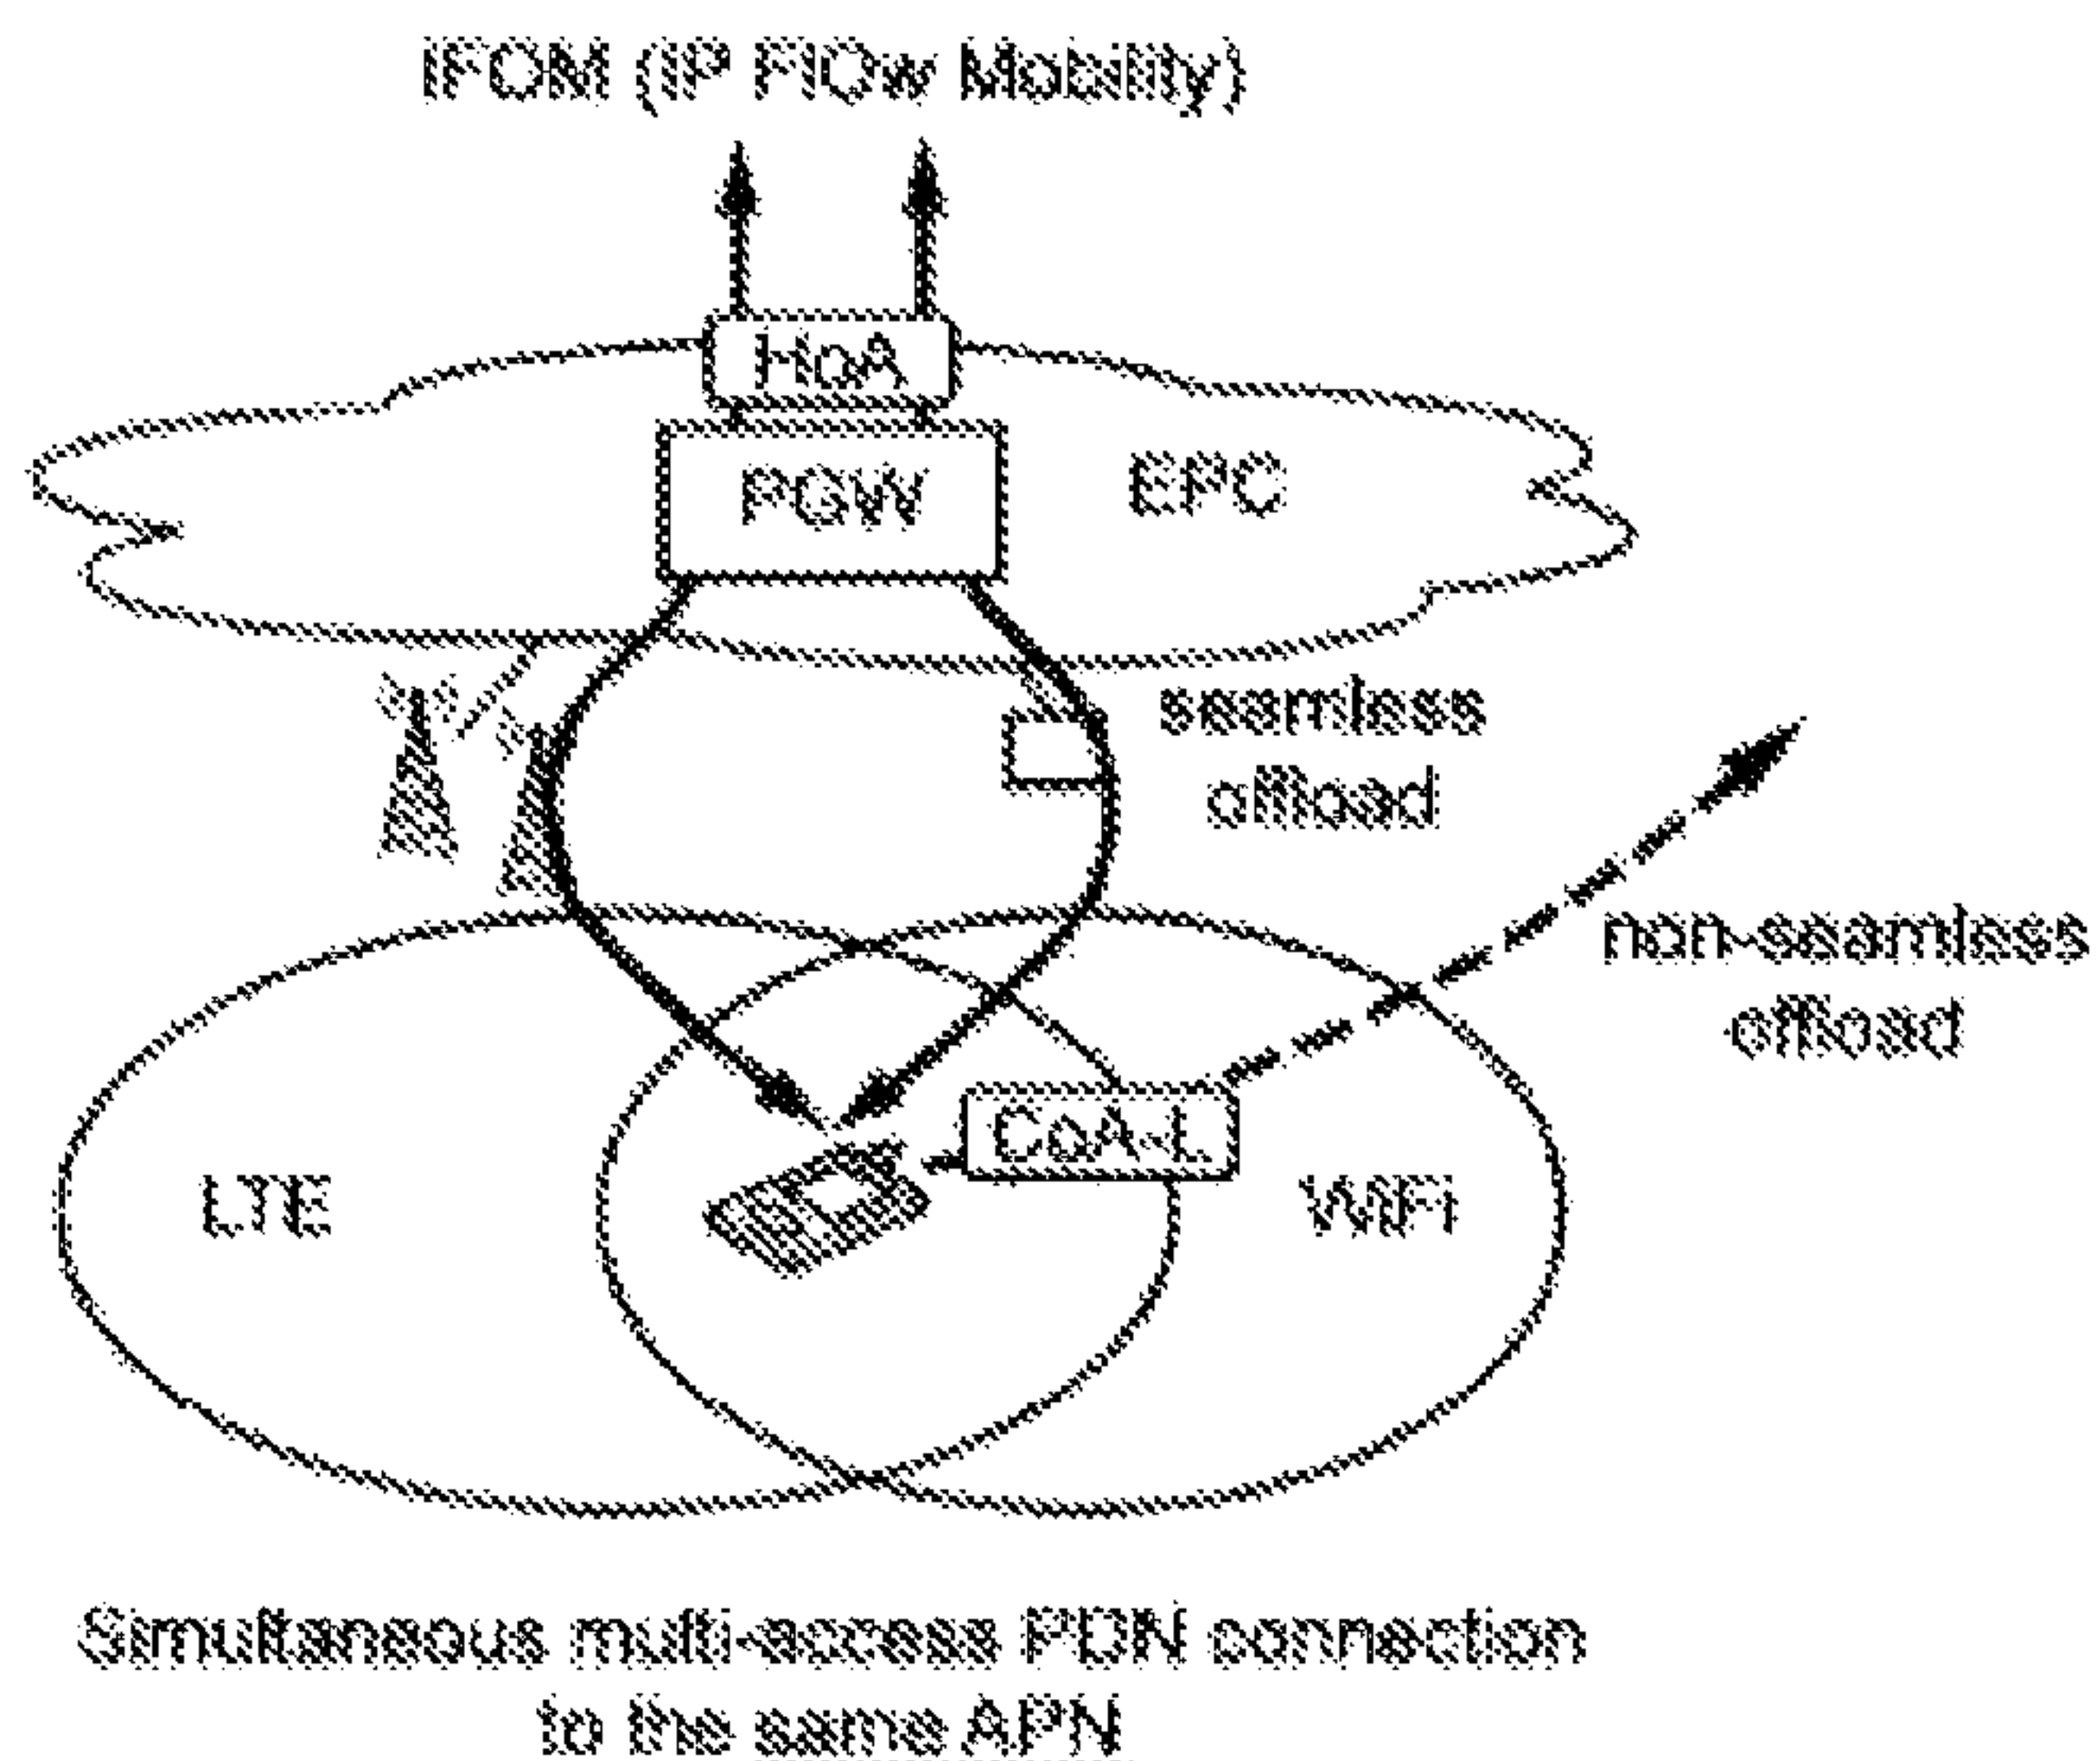 IFOM (IP FlOw Mobility)
HoA
PGW
EPC
seamless
offload
non-seamless
offload
CoA-L
LTE
WiFi
Simultaneous multi-access PDN connection
to the same APN